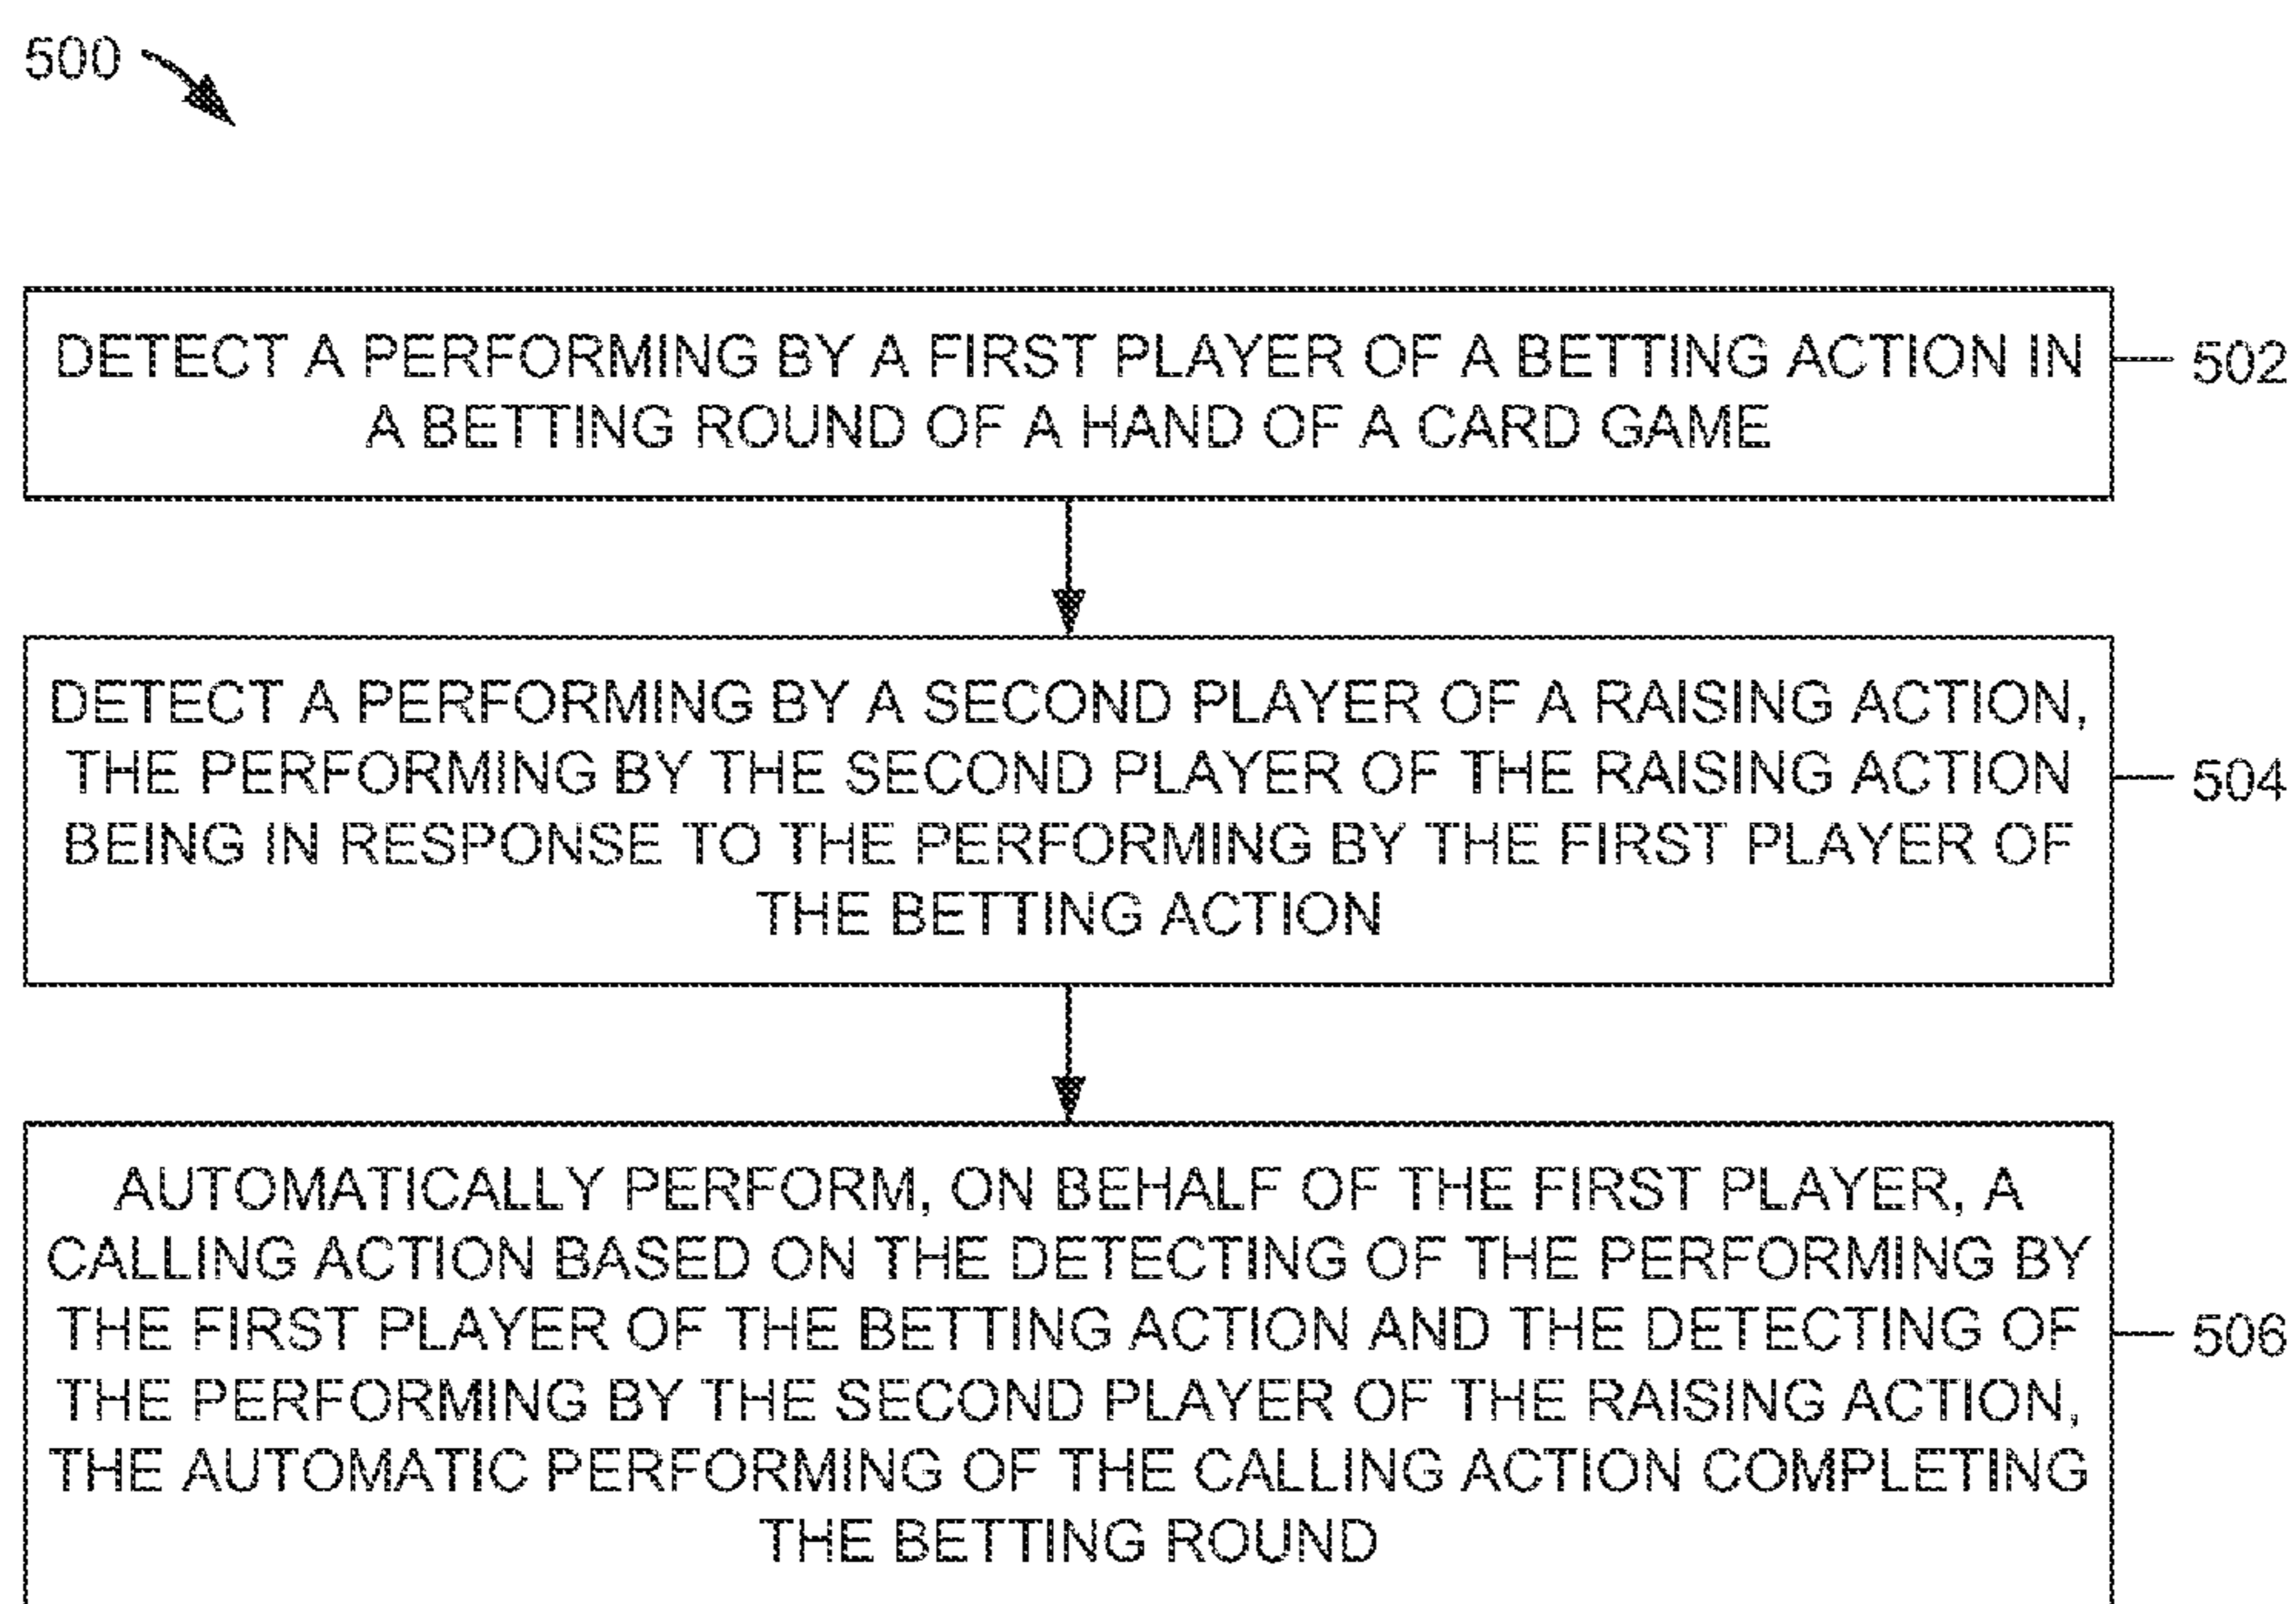 500
DETECT A PERFORMING BY A FIRST PLAYER OF A BETTING ACTION IN
A BETTING ROUND OF A HAND OF A CARD GAME
502
DETECT A PERFORMING BY A SECOND PLAYER OF A RAISING ACTION,
THE PERFORMING BY THE SECOND PLAYER OF THE RAISING ACTION
BEING IN RESPONSE TO THE PERFORMING BY THE FIRST PLAYER OF
THE BETTING ACTION
504
AUTOMATICALLY PERFORM, ON BEHALF OF THE FIRST PLAYER, A
CALLING ACTION BASED ON THE DETECTING OF THE PERFORMING BY
THE FIRST PLAYER OF THE BETTING ACTION AND THE DETECTING OF
THE PERFORMING BY THE SECOND PLAYER OF THE RAISING ACTION,
THE AUTOMATIC PERFORMING OF THE CALLING ACTION COMPLETING
THE BETTING ROUND
506